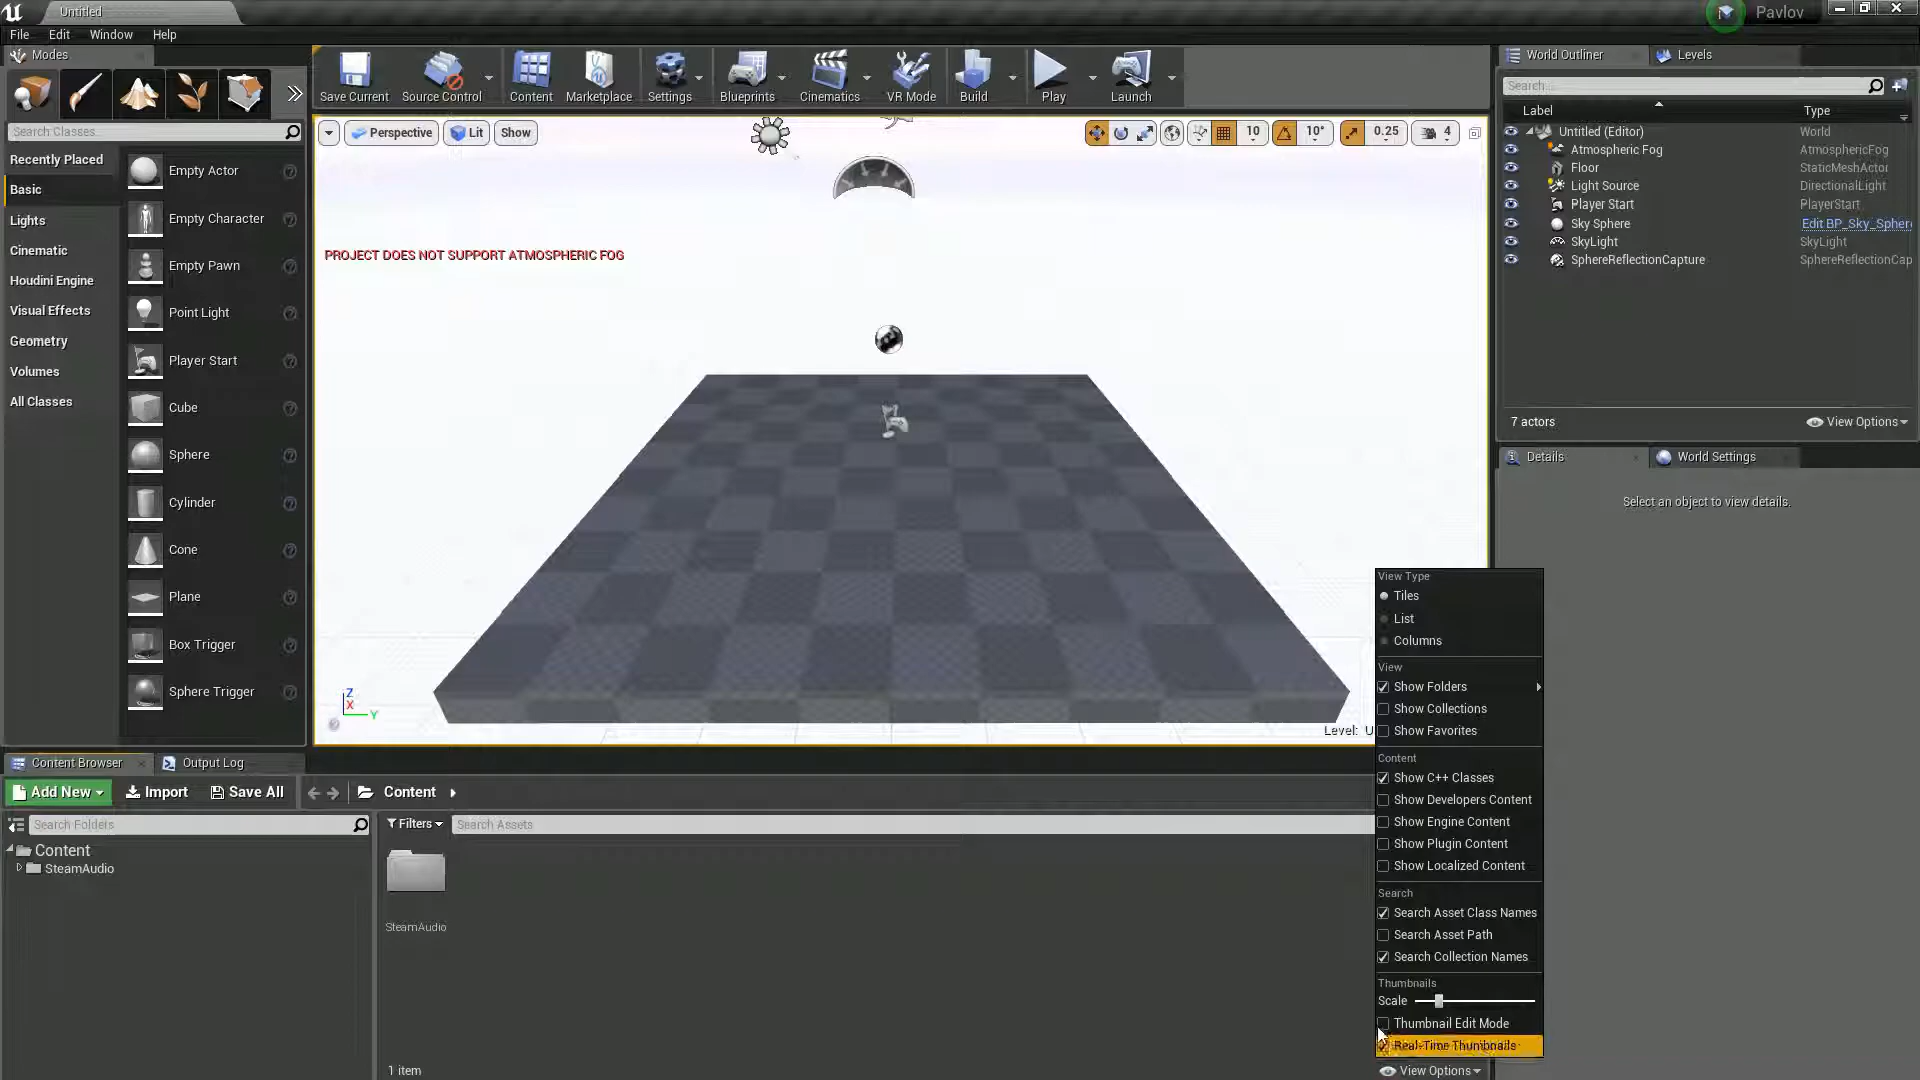 Untitled
Pavlov
File Edit Window Help
Modes
Save Current
Source Control
Content
Marketplace
Settings
Blueprints
Cinematics
VR Mode
Build
Play
Launch
World Outliner
Levels
Search Classes
Perspective
Lit
Show
10
10°
0.25
4
Search...
Label
Type
Untitled (Editor) World
Atmospheric Fog AtmosphericFog
Floor StaticMeshActor
Light Source DirectionalLight
Player Start PlayerStart
Sky Sphere Edit BP_Sky_Sphere
SkyLight SkyLight
SphereReflectionCapture SphereReflectionCap
7 actors
View Options
Recently Placed
Basic
Lights
Cinematic
Houdini Engine
Visual Effects
Geometry
Volumes
All Classes
Empty Actor
Empty Character
Empty Pawn
Point Light
Player Start
Cube
Sphere
Cylinder
Cone
Plane
Box Trigger
Sphere Trigger
PROJECT DOES NOT SUPPORT ATMOSPHERIC FOG
Z
X
Y
Level: U
Details
World Settings
Select an object to view details.
View Type
Tiles
List
Columns
View
Show Folders
Show Collections
Show Favorites
Content
Show C++ Classes
Show Developers Content
Show Engine Content
Show Plugin Content
Show Localized Content
Search
Search Asset Class Names
Search Asset Path
Search Collection Names
Thumbnails
Scale
Thumbnail Edit Mode
Real-Time Thumbnails
View Options
Content Browser
Output Log
Add New
Import
Save All
Content
Search Folders
Content
SteamAudio
Filters
Search Assets
SteamAudio
1 item